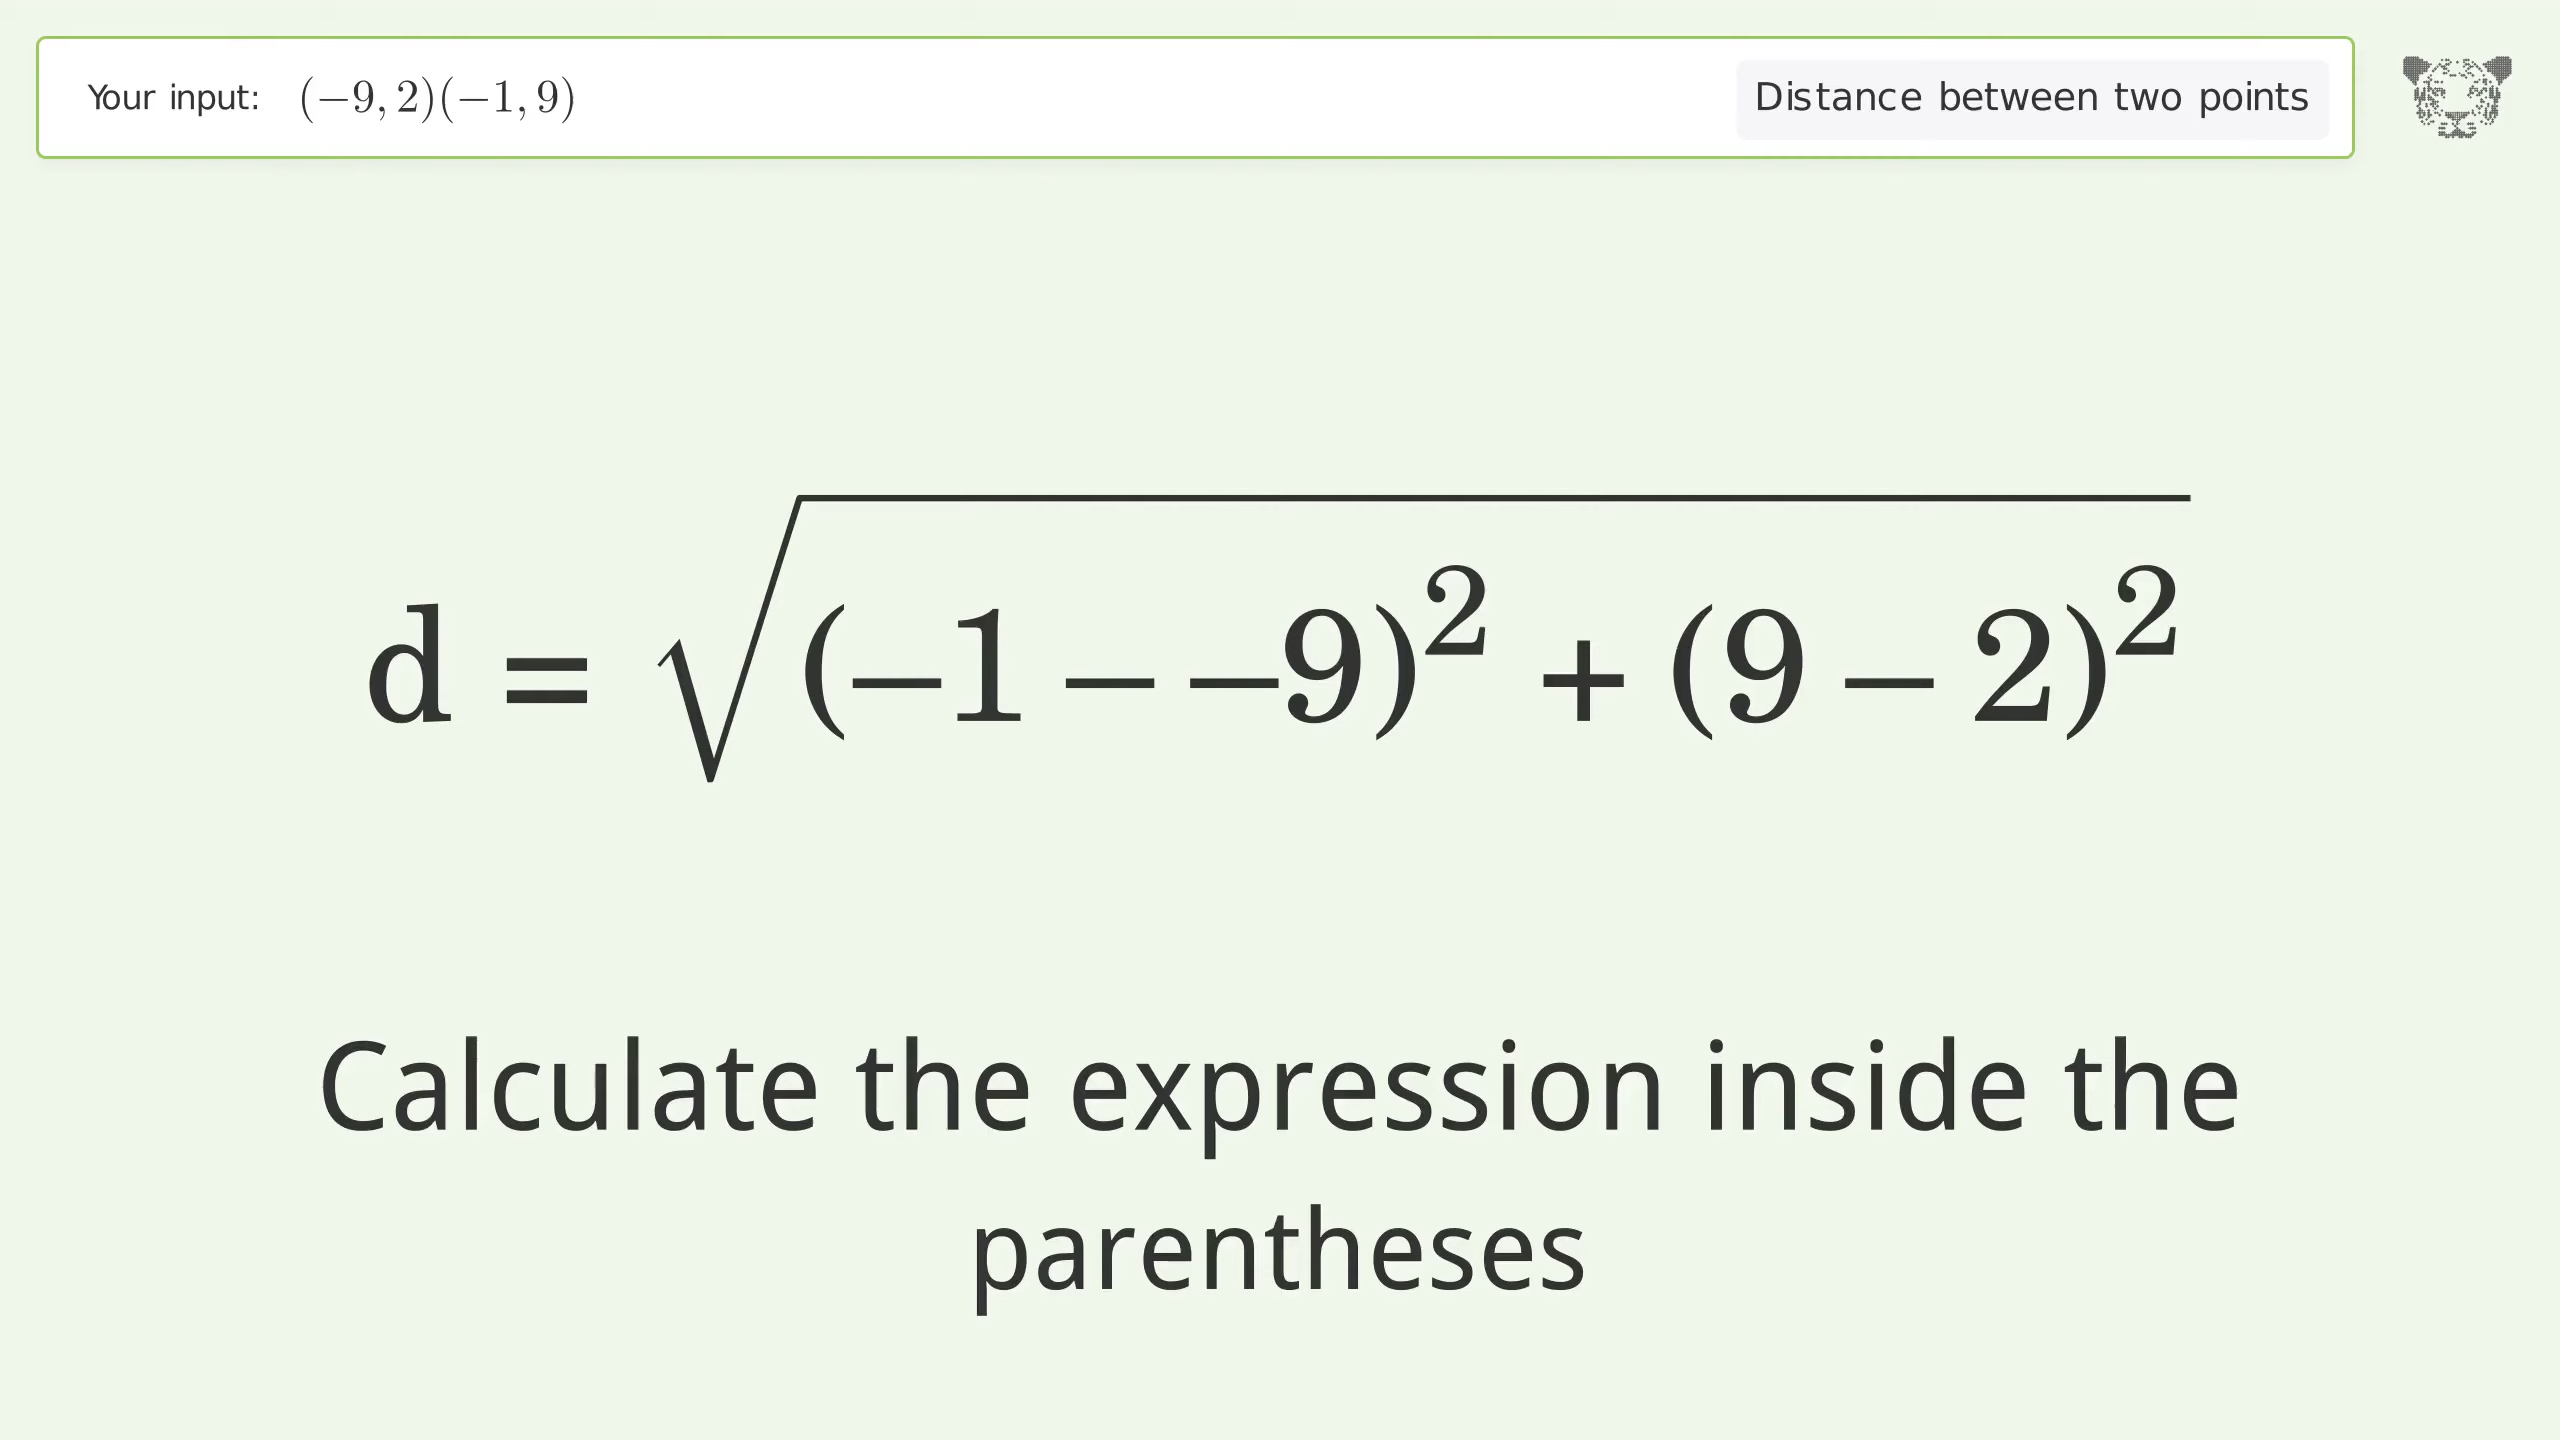 Your input: (−9, 2)(−1, 9)
Distance between two points
d = √(−1 − −9)² + (9 − 2)²
Calculate the expression inside the
parentheses